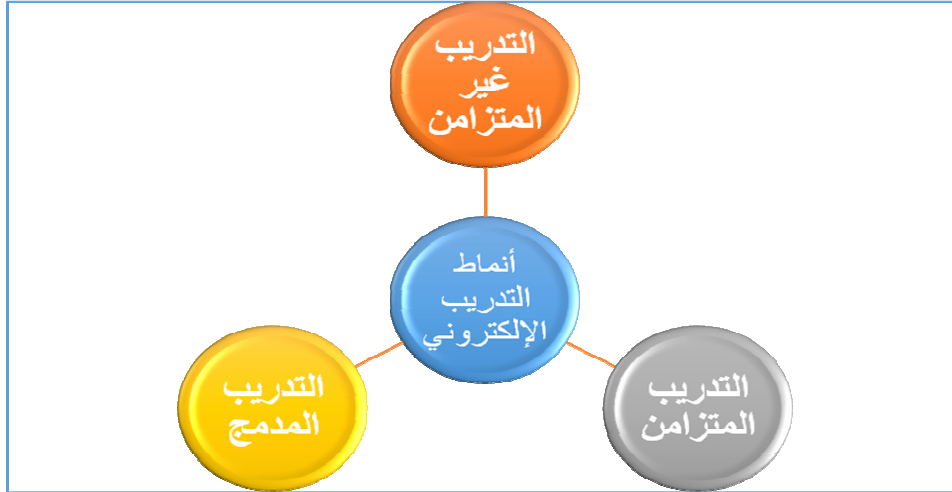 التدريب
غير
المتزامن
أنماط
التدريب
الإلكتروني
التدريب
المتزامن
التدريب
المدمج